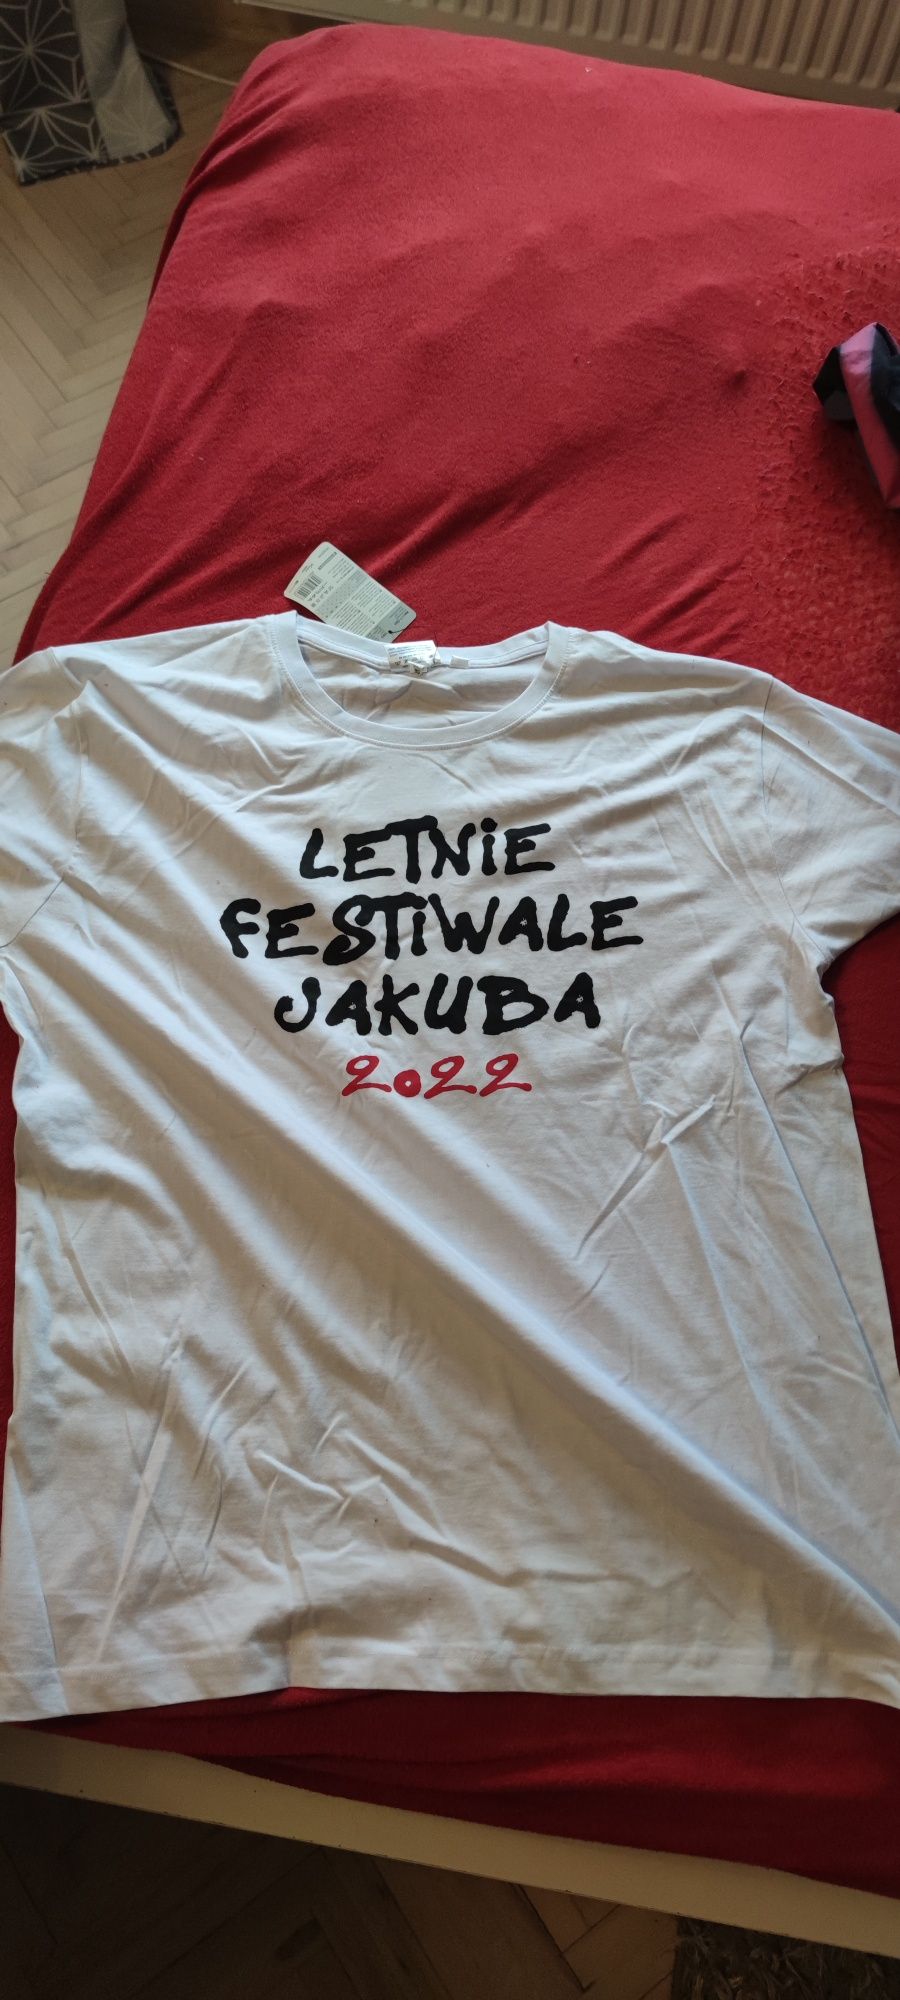 LETNiE
FESTiWALE
JAKUBA
2022